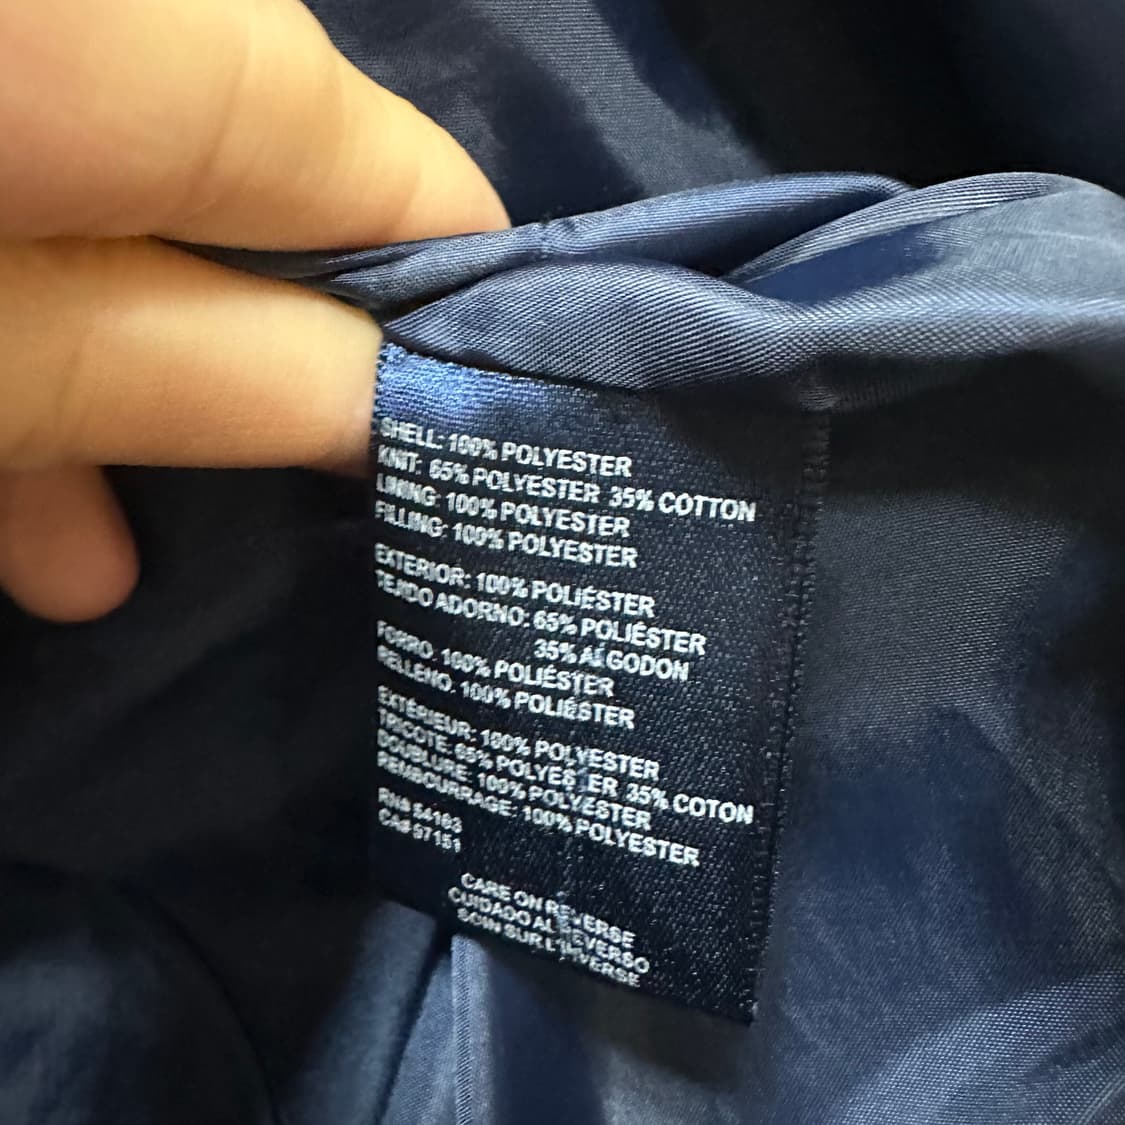 SHELL: 100% POLYESTER
KNIT: 65% POLYESTER 35% COTTON
LINING: 100% POLYESTER
FILLING: 100% POLYESTER
EXTERIOR: 100% POLIÉSTER
TEJIDO ADORNO: 65% POLIÉSTER
35% ALGODON
FORRO: 100% POLIÉSTER
RELLENO: 100% POLIÉSTER
EXTÉRIEUR: 100% POLYESTER
TRICOTE: 65% POLYESTER 35% COTON
DOUBLURE: 100% POLYESTER
REMBOURRAGE: 100% POLYESTER
RN# 54163
CA# 97151
CARE ON REVERSE
CUIDADO AL REVERSO
SOIN SUR L'INVERSE